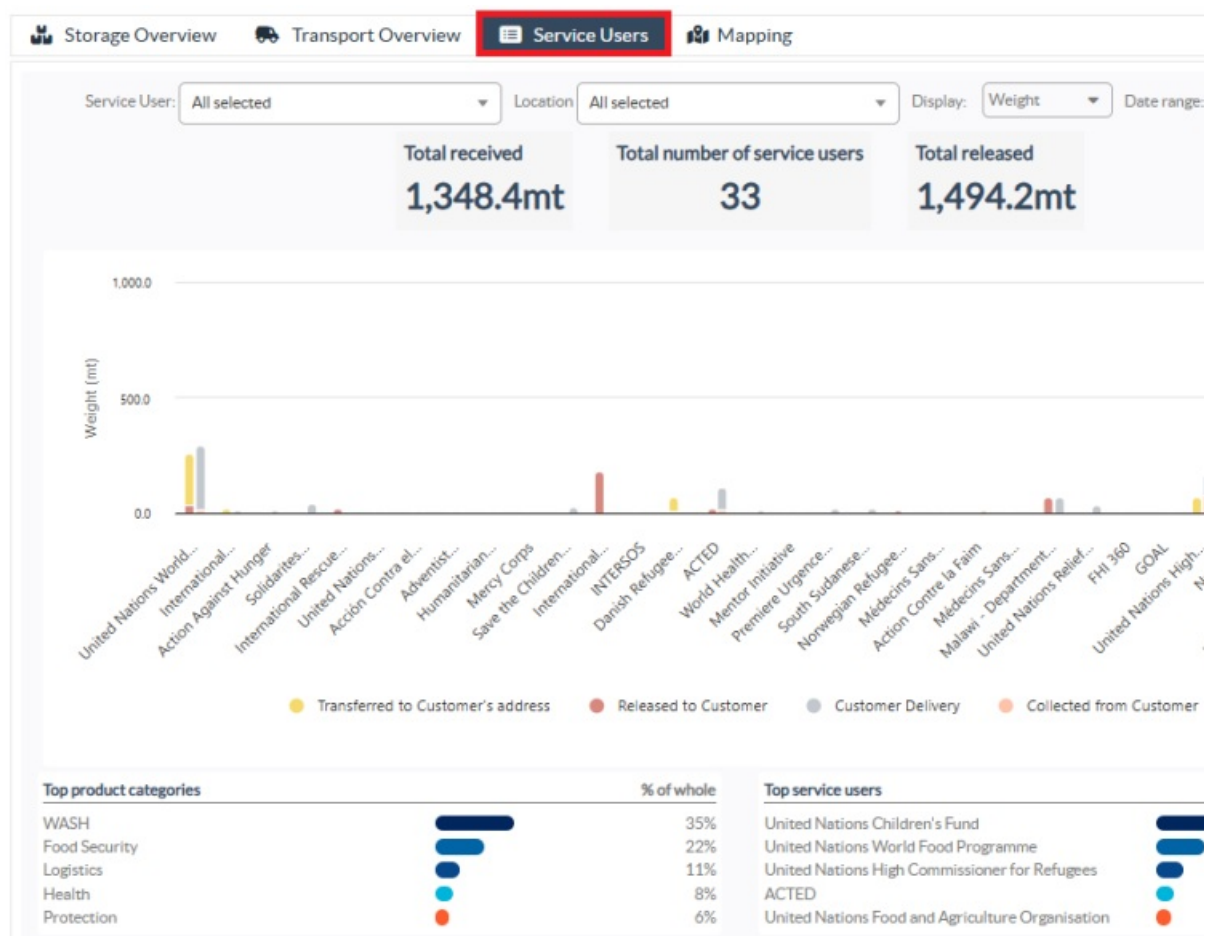 Storage Overview Transport Overview Service Users Mapping
Service User: All selected Location All selected Display: Weight Date range:
Total received Total number of service users Total released
1,348.4mt 33 1,494.2mt
1,000.0
Weight (mt)
500.0
0.0
United Nations World...
International...
Action Against Hunger
Solidarites...
International Rescue...
United Nations...
Acción Contra el...
Adventist...
Humanitarian...
Mercy Corps
Save the Children...
International...
INTERSOS
Danish Refugee...
ACTED
World Health...
Mentor Initiative
Premiere Urgence...
South Sudanese...
Norwegian Refugee...
Médecins Sans...
Action Contre la Faim
Médecins Sans...
Malawi - Department...
United Nations Relief...
FHI 360
GOAL
United Nations High...
Transferred to Customer's address Released to Customer Customer Delivery Collected from Customer
Top product categories % of whole
WASH 35%
Food Security 22%
Logistics 11%
Health 8%
Protection 6%
Top service users
United Nations Children's Fund
United Nations World Food Programme
United Nations High Commissioner for Refugees
ACTED
United Nations Food and Agriculture Organisation